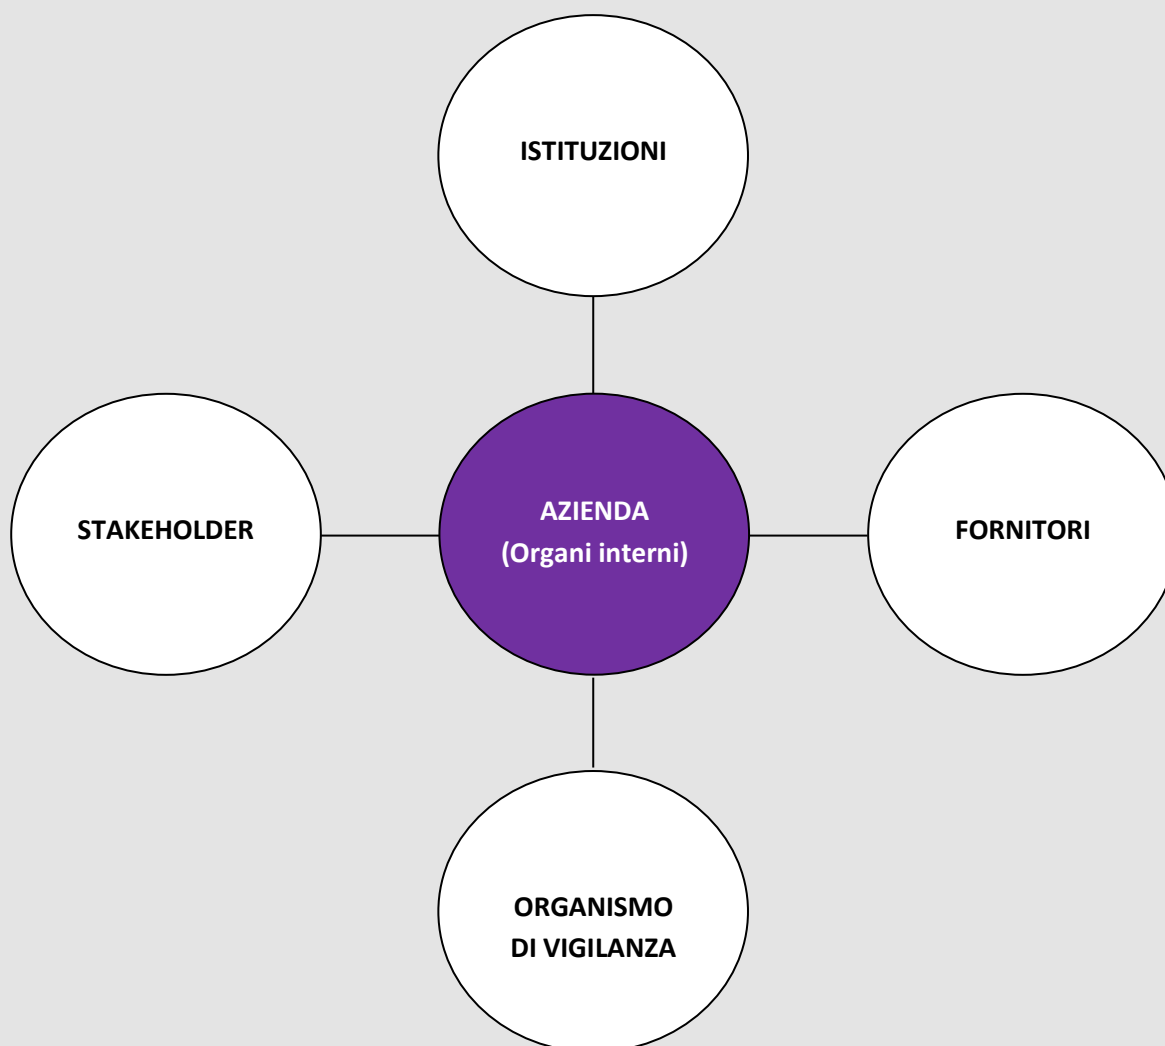 ISTITUZIONI
STAKEHOLDER
AZIENDA
(Organi interni)
FORNITORI
ORGANISMO
DI VIGILANZA